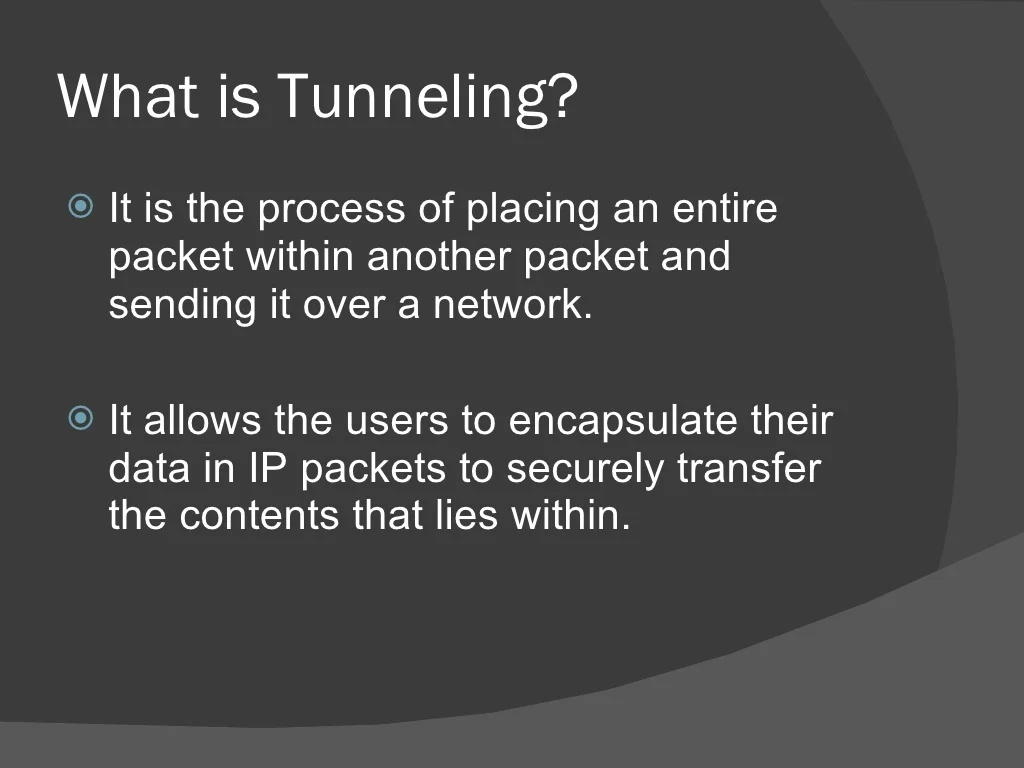 What is Tunneling?
It is the process of placing an entire
packet within another packet and
sending it over a network.
It allows the users to encapsulate their
data in IP packets to securely transfer
the contents that lies within.